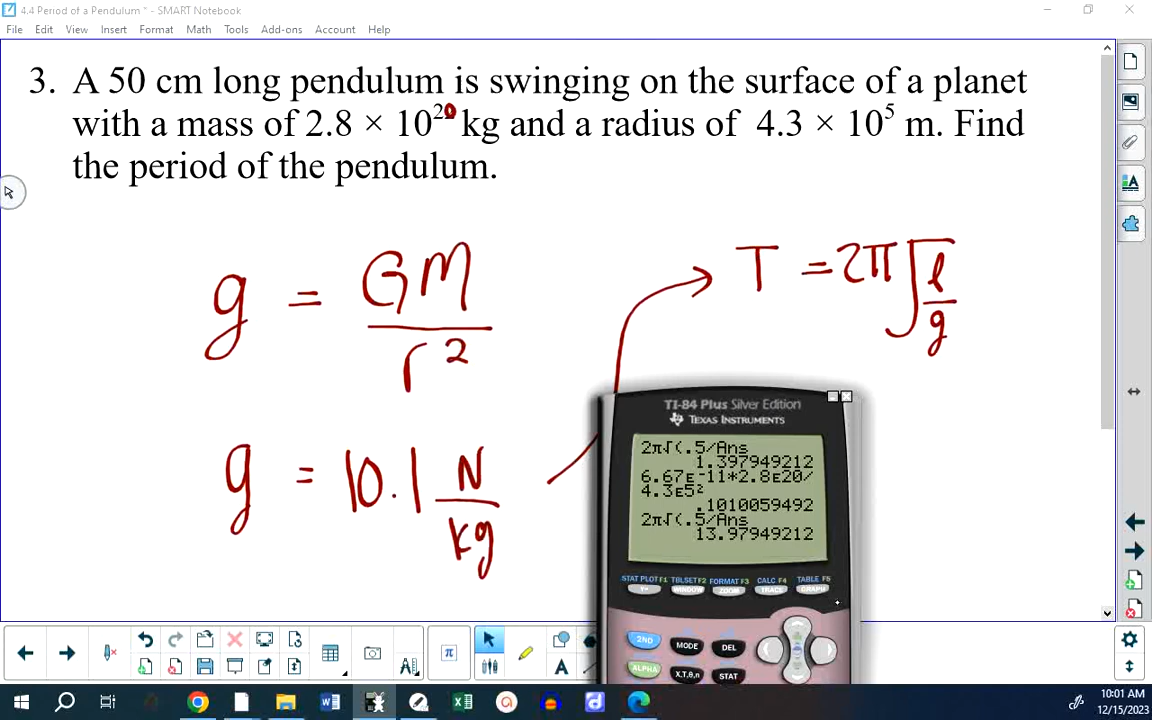 4.4 Period of a Pendulum * - SMART Notebook
File Edit View Insert Format Math Tools Add-ons Account Help
3. A 50 cm long pendulum is swinging on the surface of a planet
with a mass of 2.8 × 10²⁰ kg and a radius of 4.3 × 10⁵ m. Find
the period of the pendulum.
g = GM / r²
T = 2π√(l/g)
g = 10.1 N/kg
TI-84 Plus Silver Edition
TEXAS INSTRUMENTS
2π√(.5/Ans
1.397949212
6.67E-11*2.8E20/
4.3E5²
.1010059492
2π√(.5/Ans
13.97949212
STAT PLOT F1 TBLSET F2 FORMAT F3 CALC F4 TABLE F5
Y= WINDOW ZOOM TRACE GRAPH
2ND MODE DEL
ALPHA X,T,θ,n STAT
π A
10:01 AM
12/15/2023